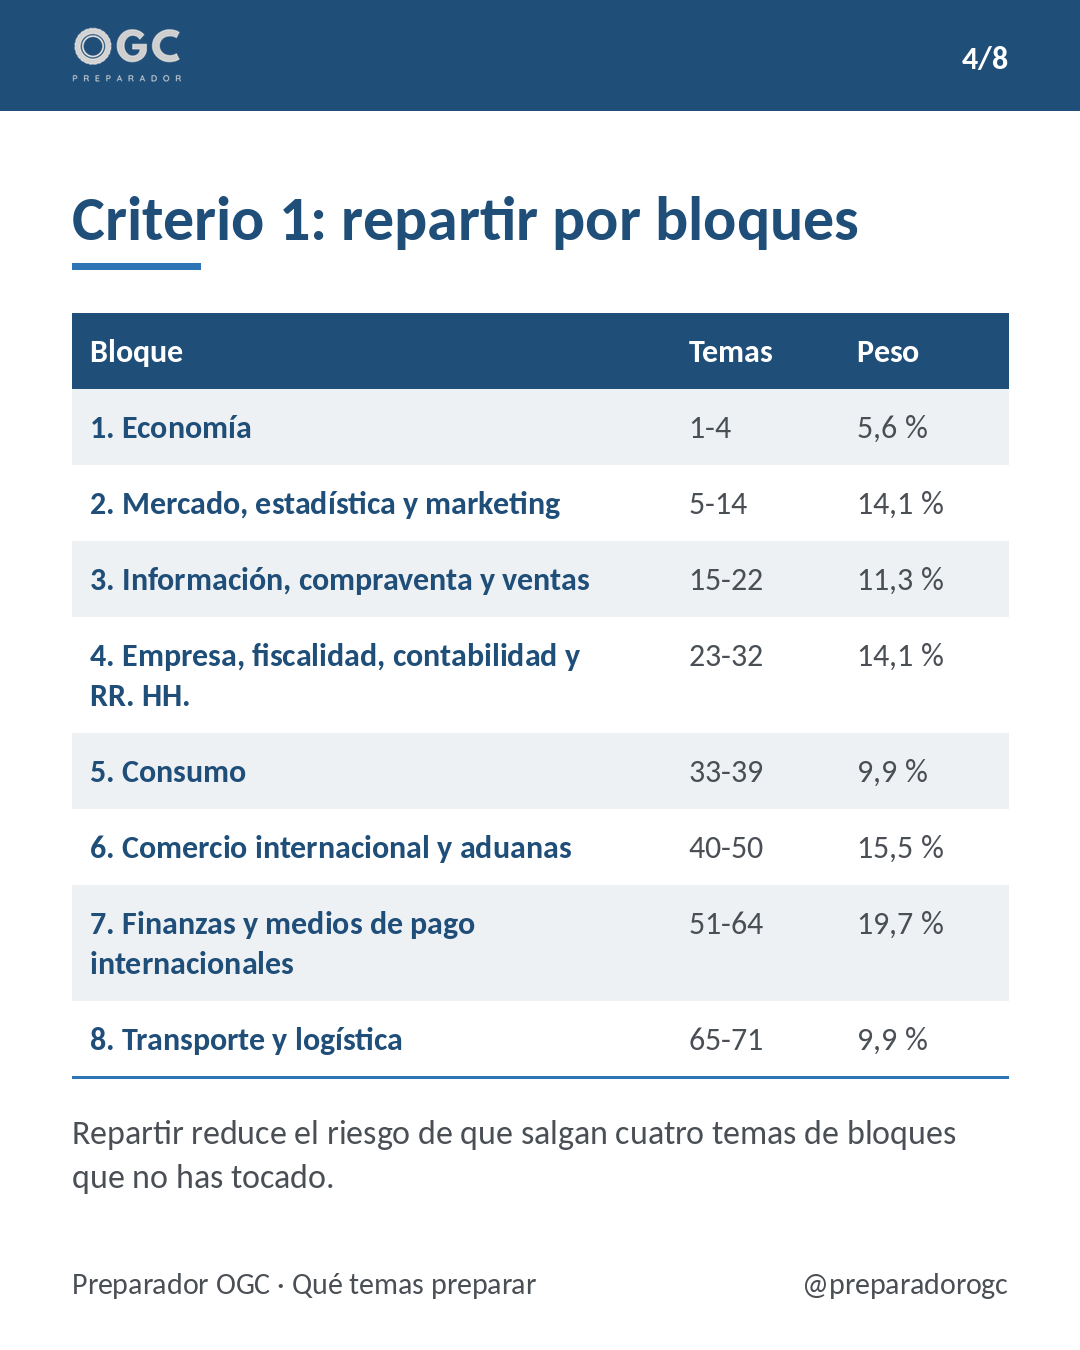 OGC
PREPARADOR
4/8
Criterio 1: repartir por bloques
Bloque Temas Peso
1. Economía 1-4 5,6 %
2. Mercado, estadística y marketing 5-14 14,1 %
3. Información, compraventa y ventas 15-22 11,3 %
4. Empresa, fiscalidad, contabilidad y 23-32 14,1 %
RR. HH.
5. Consumo 33-39 9,9 %
6. Comercio internacional y aduanas 40-50 15,5 %
7. Finanzas y medios de pago 51-64 19,7 %
internacionales
8. Transporte y logística 65-71 9,9 %
Repartir reduce el riesgo de que salgan cuatro temas de bloques
que no has tocado.
Preparador OGC · Qué temas preparar @preparadorogc